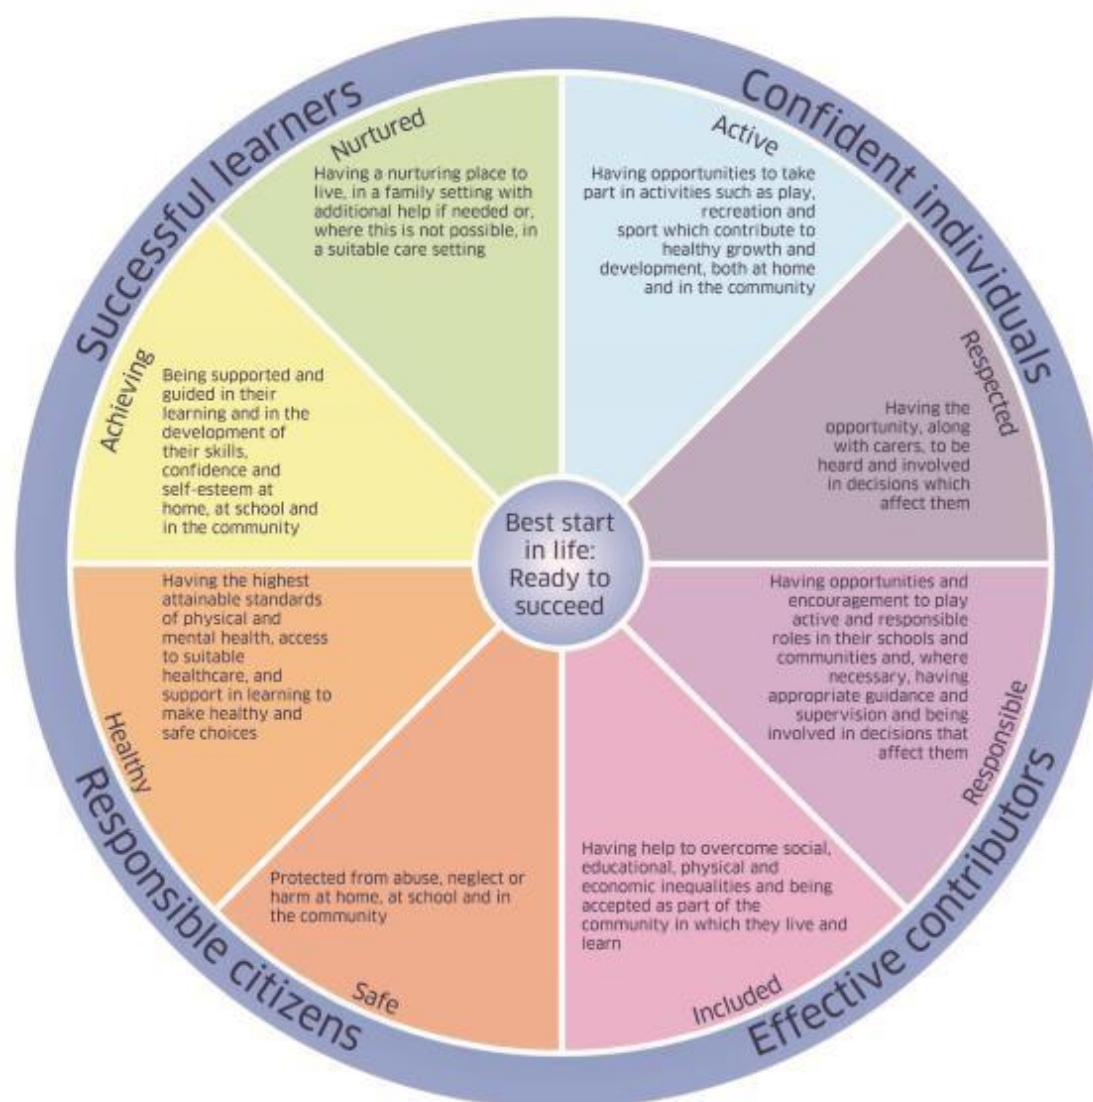 Successful learners
Confident individuals
Nurtured
Having a nurturing place to
live, in a family setting with
additional help if needed or,
where this is not possible, in
a suitable care setting
Active
Having opportunities to take
part in activities such as play,
recreation and
sport which contribute to
healthy growth and
development, both at home
and in the community
Achieving
Being supported and
guided in their
learning and in the
development of
their skills,
confidence and
self-esteem at
home, at school and
in the community
Respected
Having the
opportunity, along
with carers, to be
heard and involved
in decisions which
affect them
Best start
in life:
Ready to
succeed
Healthy
Having the highest
attainable standards
of physical and
mental health, access
to suitable
healthcare, and
support in learning to
make healthy and
safe choices
Responsible
Having opportunities and
encouragement to play
active and responsible
roles in their schools and
communities and, where
necessary, having
appropriate guidance and
supervision and being
involved in decisions that
affect them
Protected from abuse, neglect or
harm at home, at school and in
the community
Safe
Having help to overcome social,
educational, physical and
economic inequalities and being
accepted as part of the
community in which they live and
learn
Included
Responsible citizens
Effective contributors